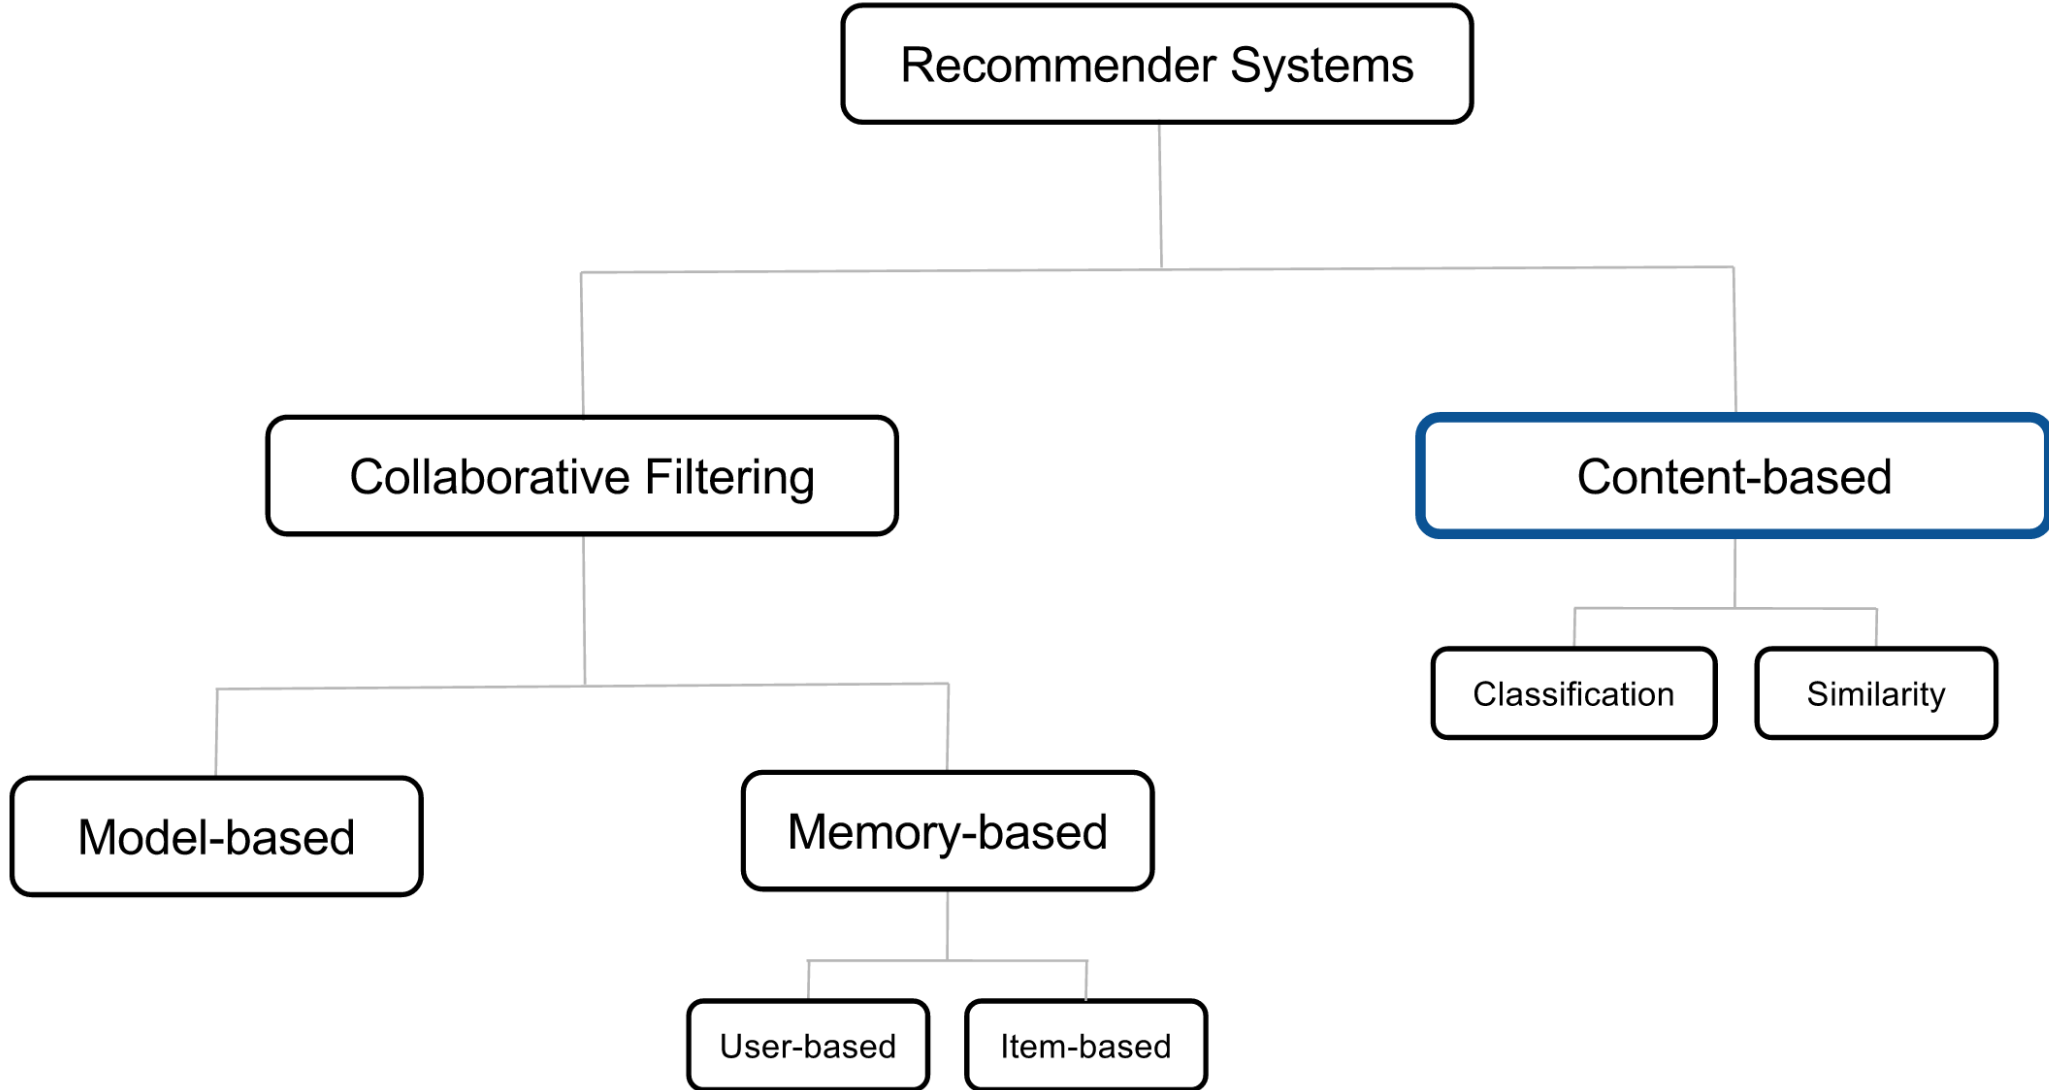 Recommender Systems
Collaborative Filtering
Content-based
Classification
Similarity
Model-based
Memory-based
User-based
Item-based